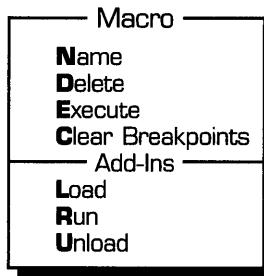 Macro
Name
Delete
Execute
Clear Breakpoints
Add-Ins
Load
Run
Unload